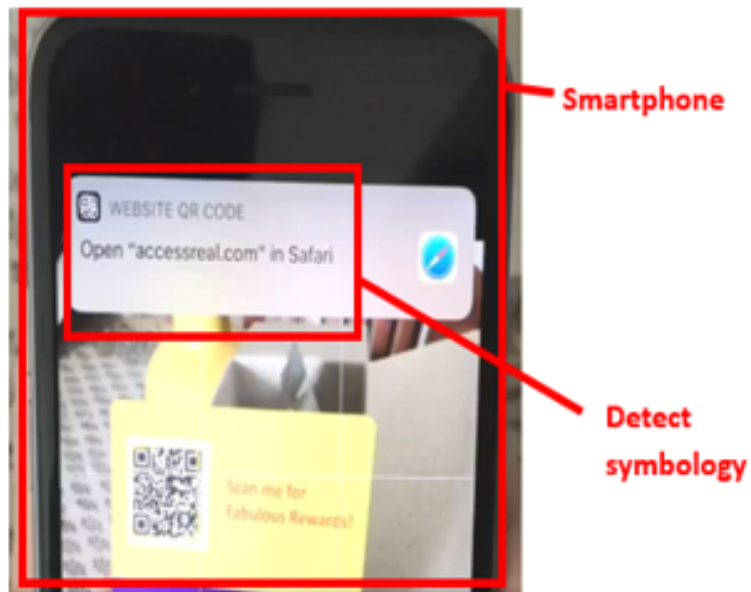 Smartphone
WEBSITE QR CODE
Open "accessreal.com" in Safari
Detect
symbology
Scan me for
Fabulous Rewards!